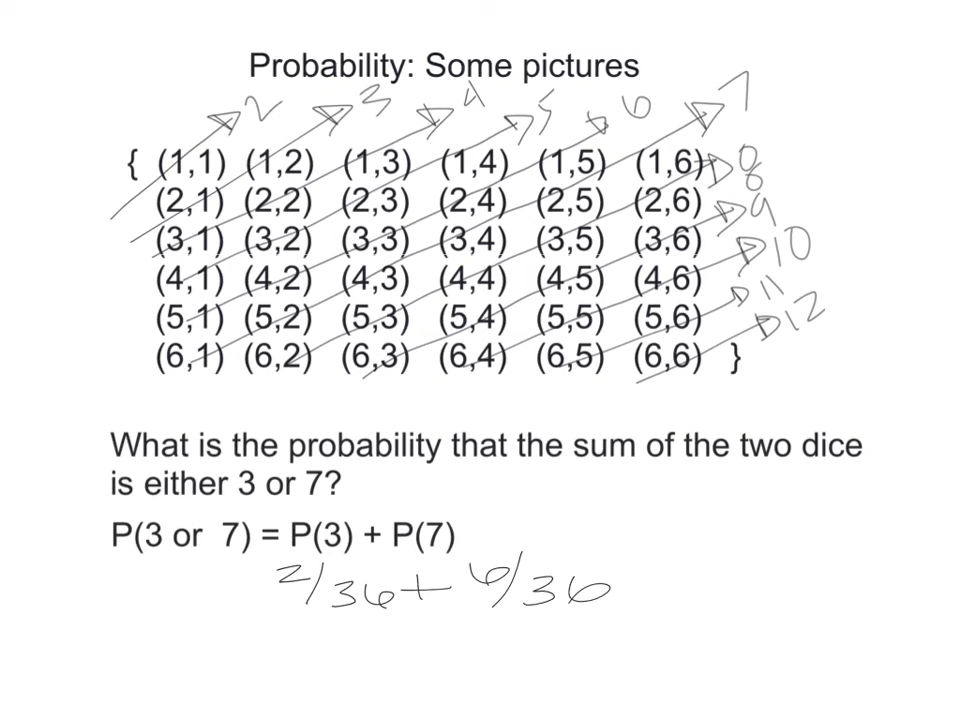 Probability: Some pictures
2 3 4 5 6 7
{ (1,1) (1,2) (1,3) (1,4) (1,5) (1,6) 8
(2,1) (2,2) (2,3) (2,4) (2,5) (2,6) 9
(3,1) (3,2) (3,3) (3,4) (3,5) (3,6) 10
(4,1) (4,2) (4,3) (4,4) (4,5) (4,6) 11
(5,1) (5,2) (5,3) (5,4) (5,5) (5,6) 12
(6,1) (6,2) (6,3) (6,4) (6,5) (6,6) }
What is the probability that the sum of the two dice
is either 3 or 7?
P(3 or 7) = P(3) + P(7)
2/36 + 6/36